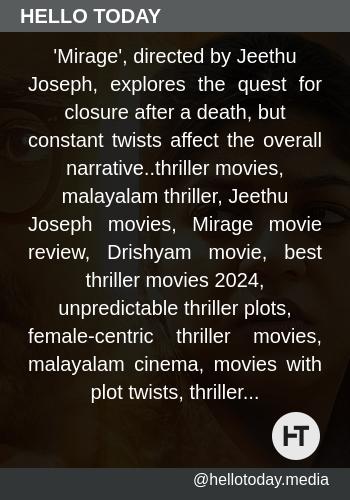 HELLO TODAY
'Mirage', directed by Jeethu
Joseph, explores the quest for
closure after a death, but
constant twists affect the overall
narrative..thriller movies,
malayalam thriller, Jeethu
Joseph movies, Mirage movie
review, Drishyam movie, best
thriller movies 2024,
unpredictable thriller plots,
female-centric thriller movies,
malayalam cinema, movies with
plot twists, thriller...
HT
@hellotoday.media